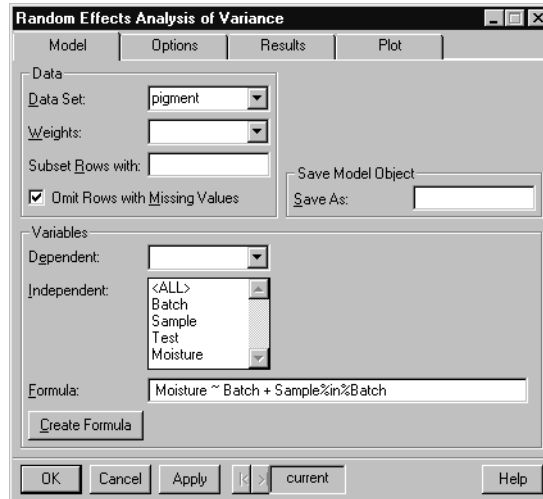 Random Effects Analysis of Variance
Model Options Results Plot
Data
Data Set: pigment
Weights:
Subset Rows with:
Omit Rows with Missing Values
Save Model Object
Save As:
Variables
Dependent:
Independent:
<ALL>
Batch
Sample
Test
Moisture
Formula: Moisture ~ Batch + Sample%in%Batch
Create Formula
OK Cancel Apply current Help